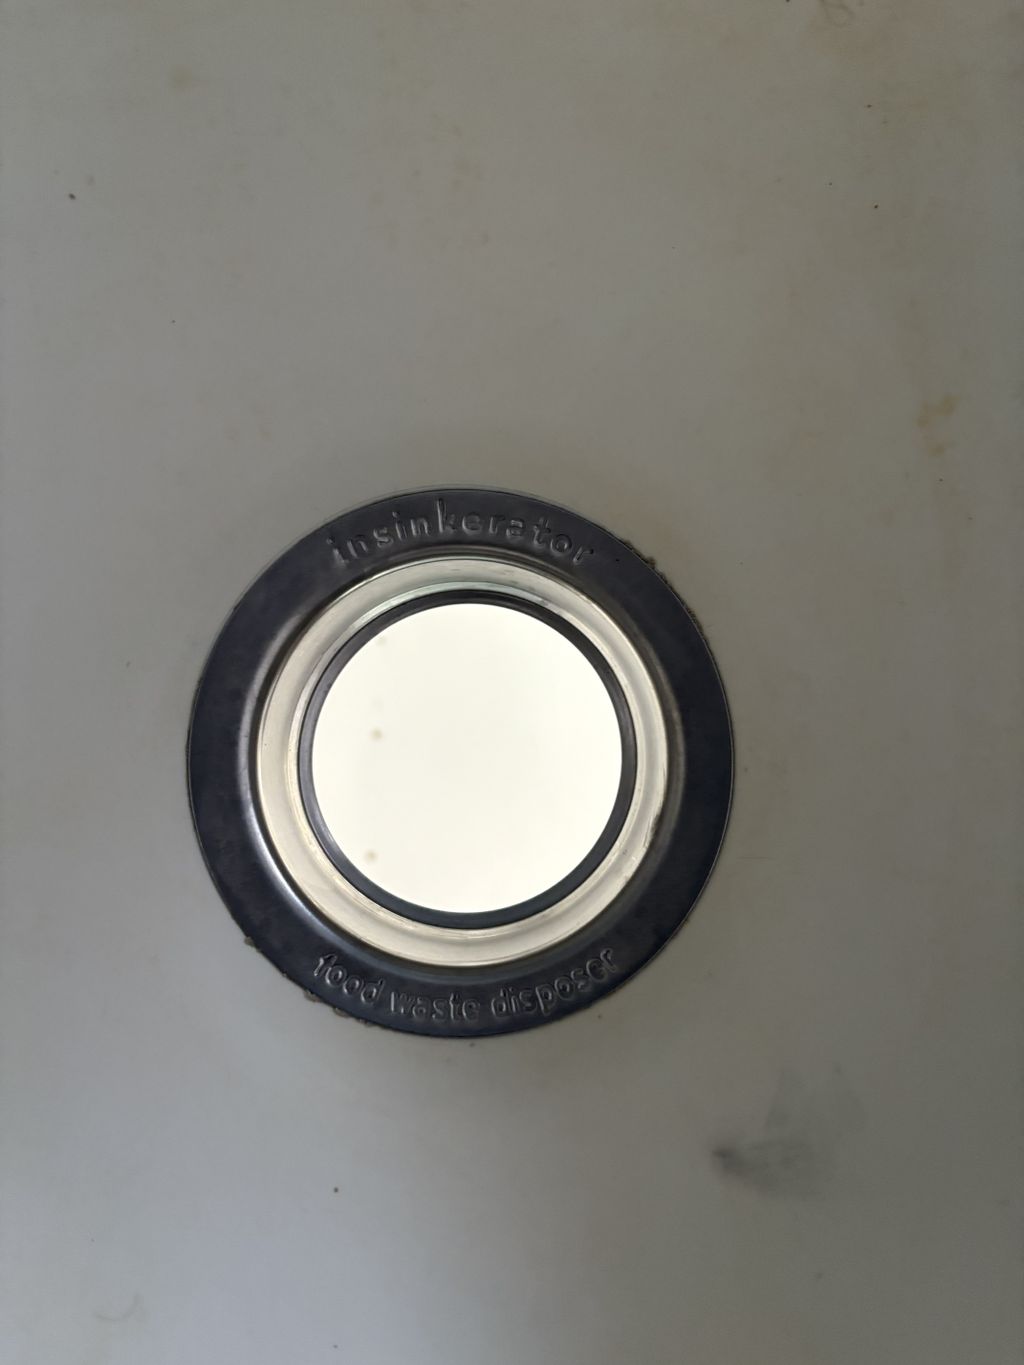 insinkerator
food waste disposer